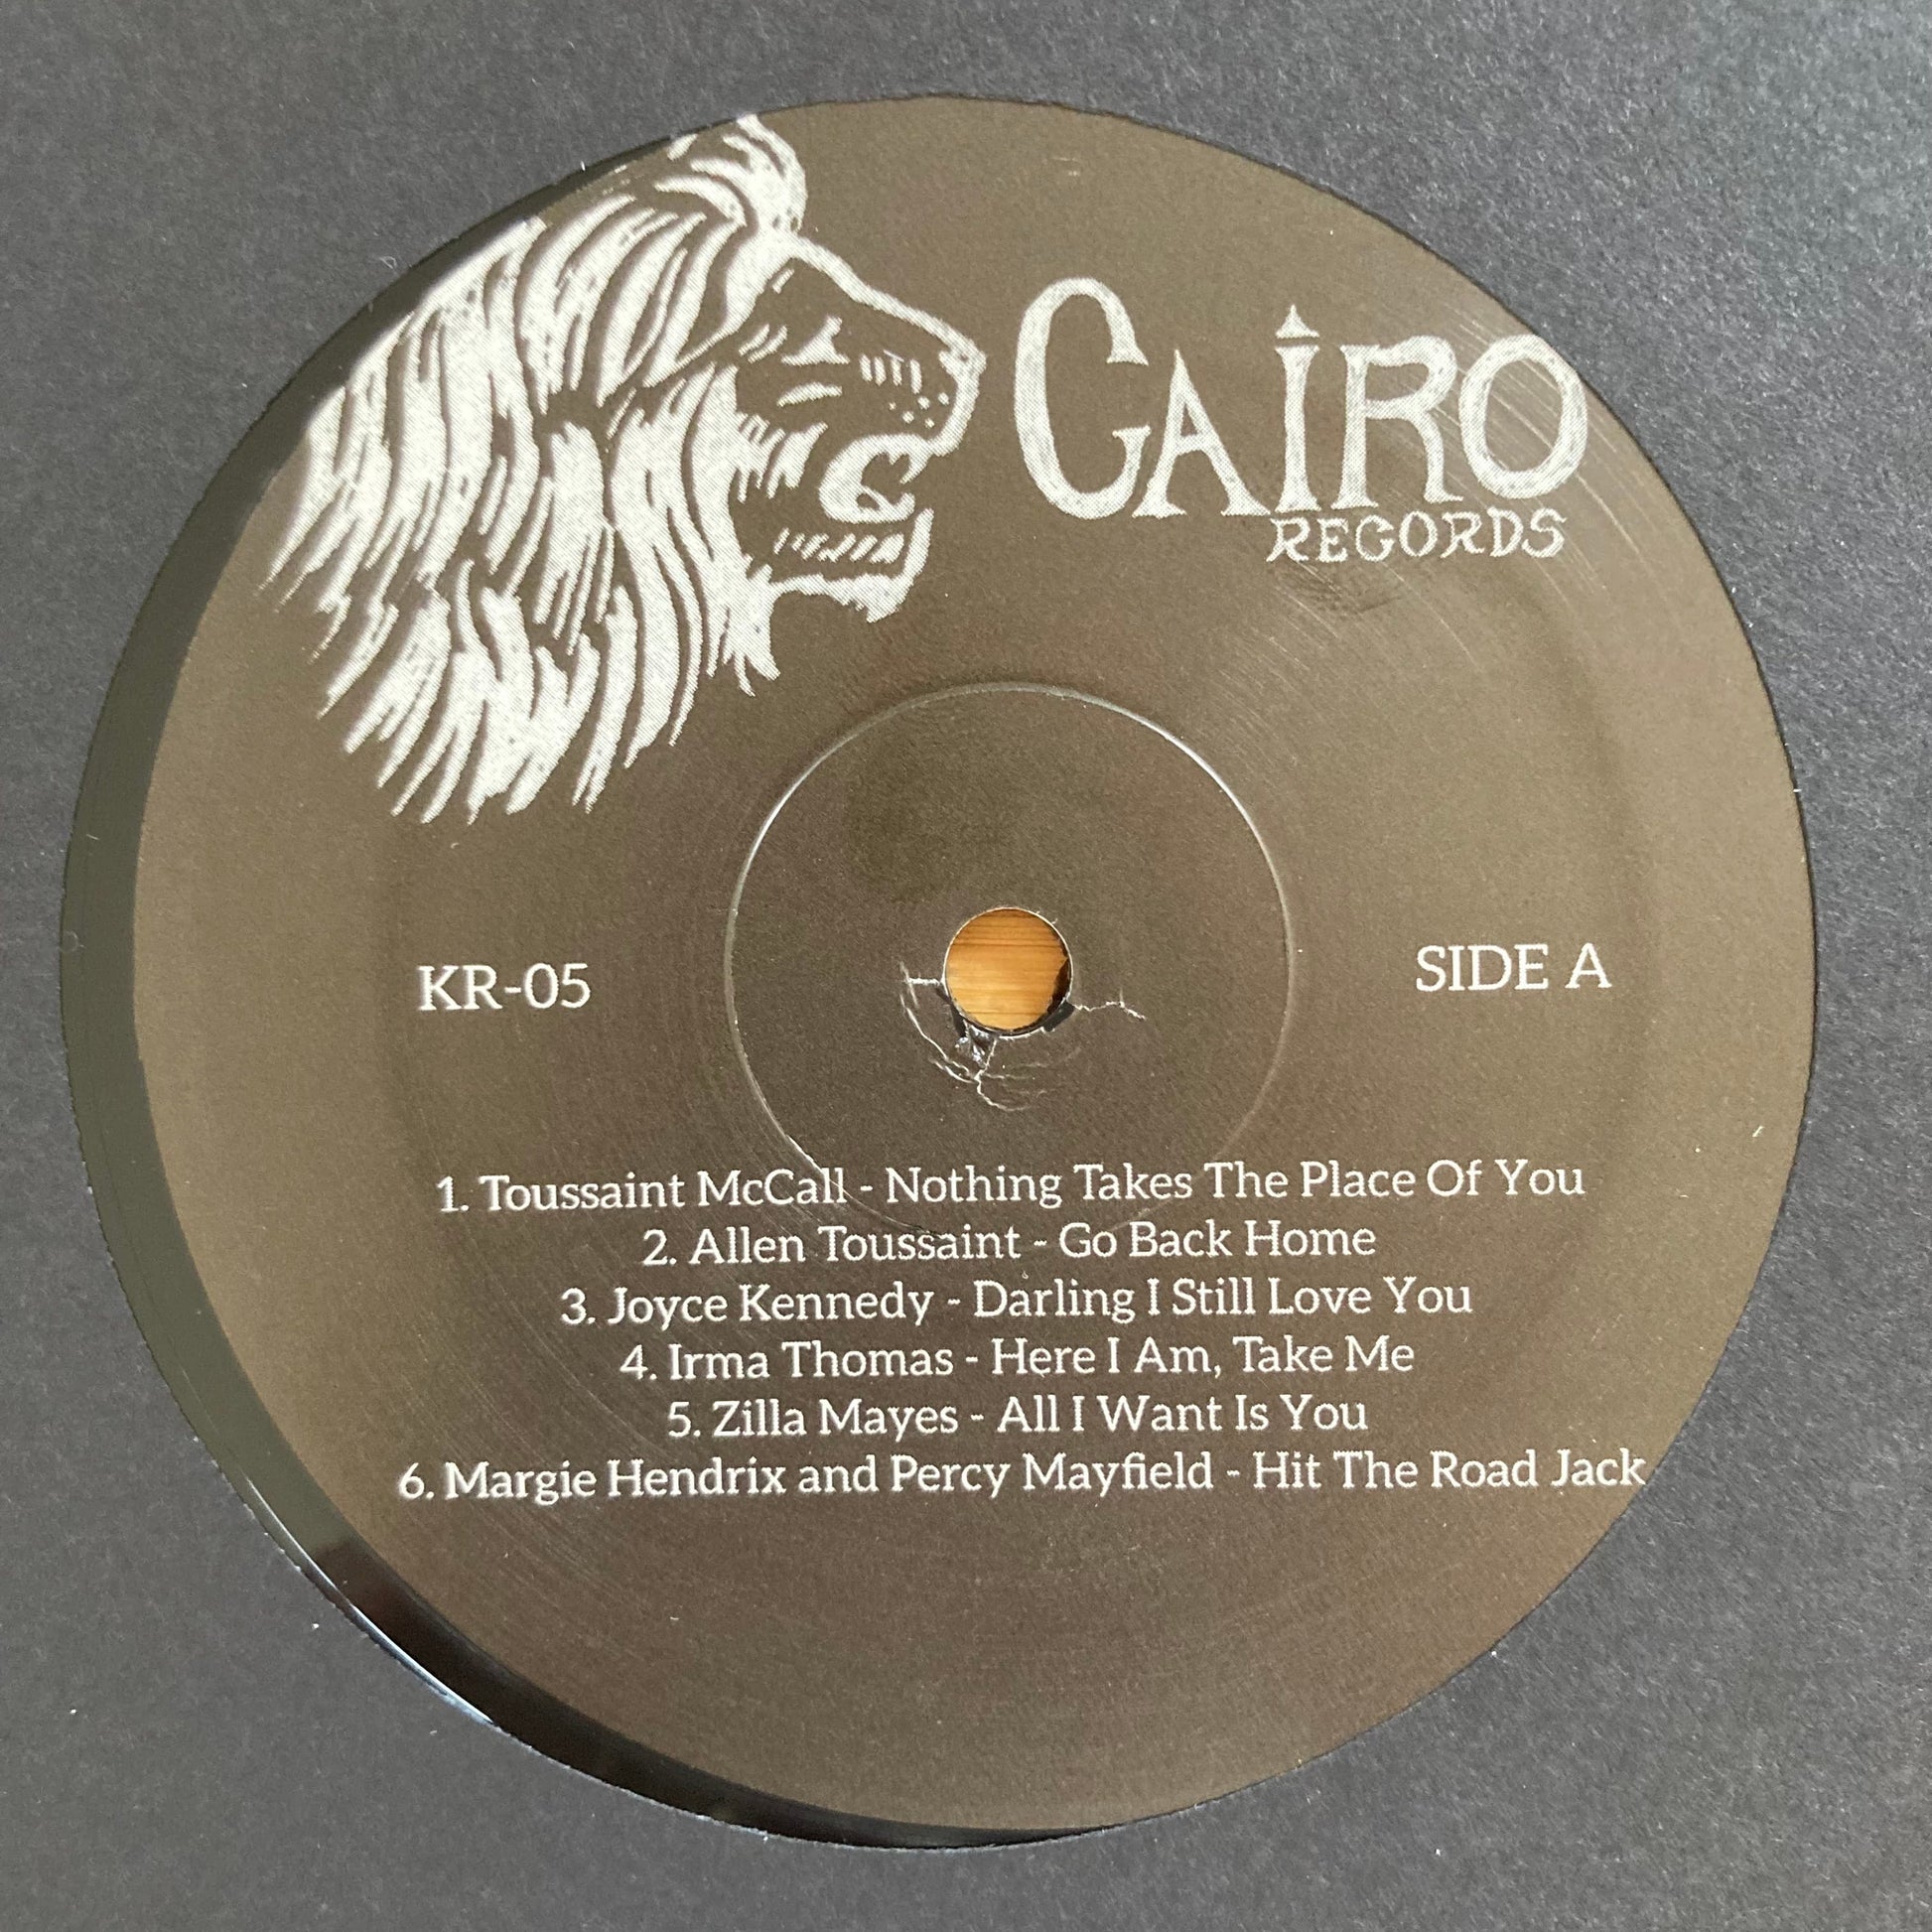 CAIRO
RECORDS
KR-05
SIDE A
1. Toussaint McCall - Nothing Takes The Place Of You
2. Allen Toussaint - Go Back Home
3. Joyce Kennedy - Darling I Still Love You
4. Irma Thomas - Here I Am, Take Me
5. Zilla Mayes - All I Want Is You
6. Margie Hendrix and Percy Mayfield - Hit The Road Jack